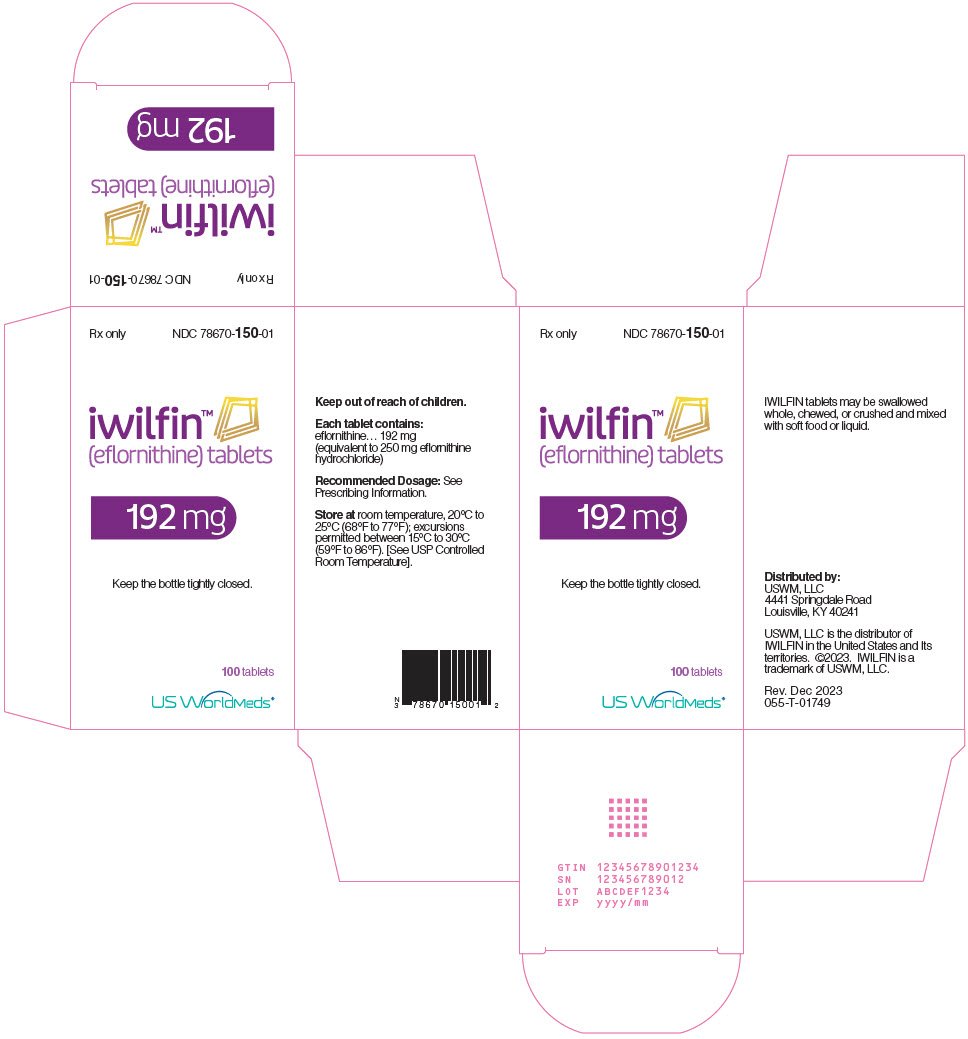 192 mg
(eflornithine) tablets
iwilfin™
Rx only NDC 78670-150-01
Rx only NDC 78670-150-01
iwilfin™
(eflornithine) tablets
192 mg
Keep the bottle tightly closed.
100 tablets
US WorldMeds®
Keep out of reach of children.
Each tablet contains:
eflornithine... 192 mg
(equivalent to 250 mg eflornithine
hydrochloride)
Recommended Dosage: See
Prescribing Information.
Store at room temperature, 20ºC to
25ºC (68ºF to 77ºF); excursions
permitted between 15ºC to 30ºC
(59ºF to 86ºF). [See USP Controlled
Room Temperature].
N
3 78670 15001 2
Rx only NDC 78670-150-01
iwilfin™
(eflornithine) tablets
192 mg
Keep the bottle tightly closed.
100 tablets
US WorldMeds®
IWILFIN tablets may be swallowed
whole, chewed, or crushed and mixed
with soft food or liquid.
Distributed by:
USWM, LLC
4441 Springdale Road
Louisville, KY 40241
USWM, LLC is the distributor of
IWILFIN in the United States and Its
territories. ©2023. IWILFIN is a
trademark of USWM, LLC.
Rev. Dec 2023
055-T-01749
GTIN 12345678901234
SN 123456789012
LOT ABCDEF1234
EXP yyyy/mm